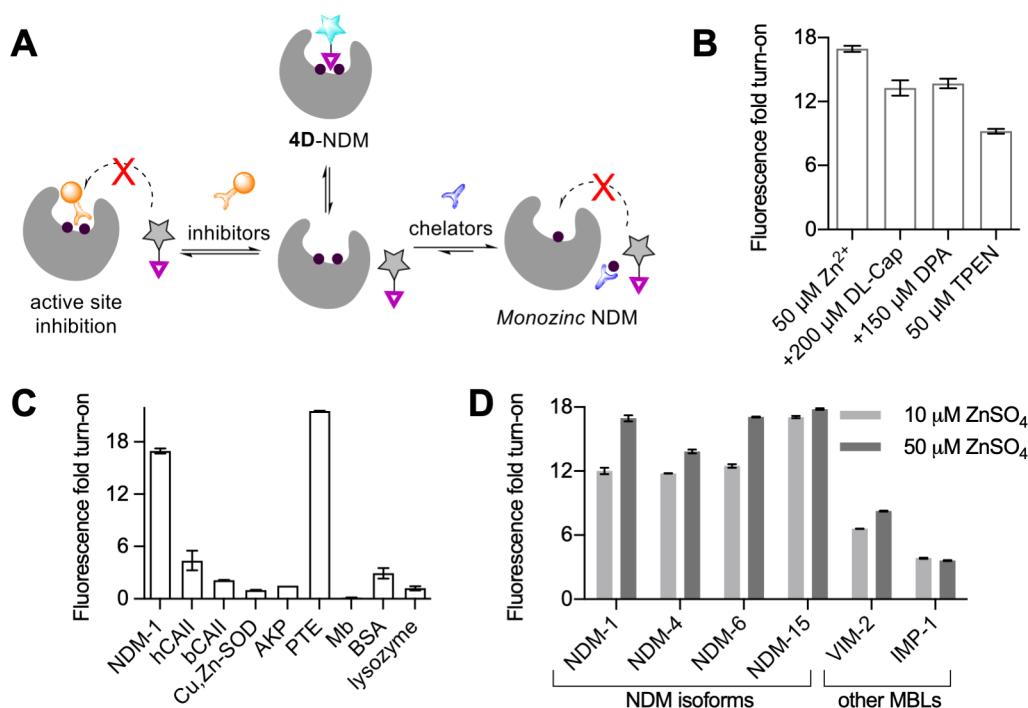 A
4D-NDM
inhibitors
chelators
active site
inhibition
Monozinc NDM
B
Fluorescence fold turn-on
18
12
6
0
50 μM Zn²⁺
+200 μM DL-Cap
+150 μM DPA
50 μM TPEN
C
Fluorescence fold turn-on
18
6
0
NDM-1
hCAII
bCAII
Cu,Zn-SOD
AKP
PTE
Mb
BSA
lysozyme
D
Fluorescence fold turn-on
18
12
6
0
10 μM ZnSO₄
50 μM ZnSO₄
NDM-1
NDM-4
NDM-6
NDM-15
VIM-2
IMP-1
NDM isoforms
other MBLs